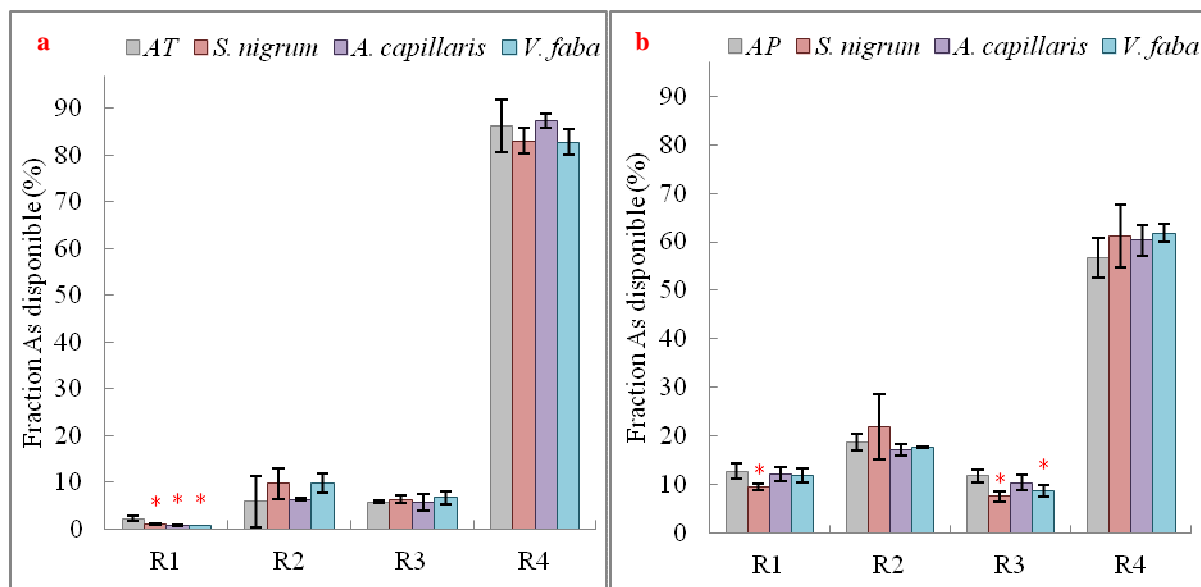 a
AT S. nigrum A. capillaris V. faba
Fraction As disponible (%)
90
80
70
60
50
40
30
20
10
0
* * *
R1 R2 R3 R4
b
AP S. nigrum A. capillaris V. faba
Fraction As disponible (%)
90
80
70
60
50
40
30
20
10
0
* * *
R1 R2 R3 R4